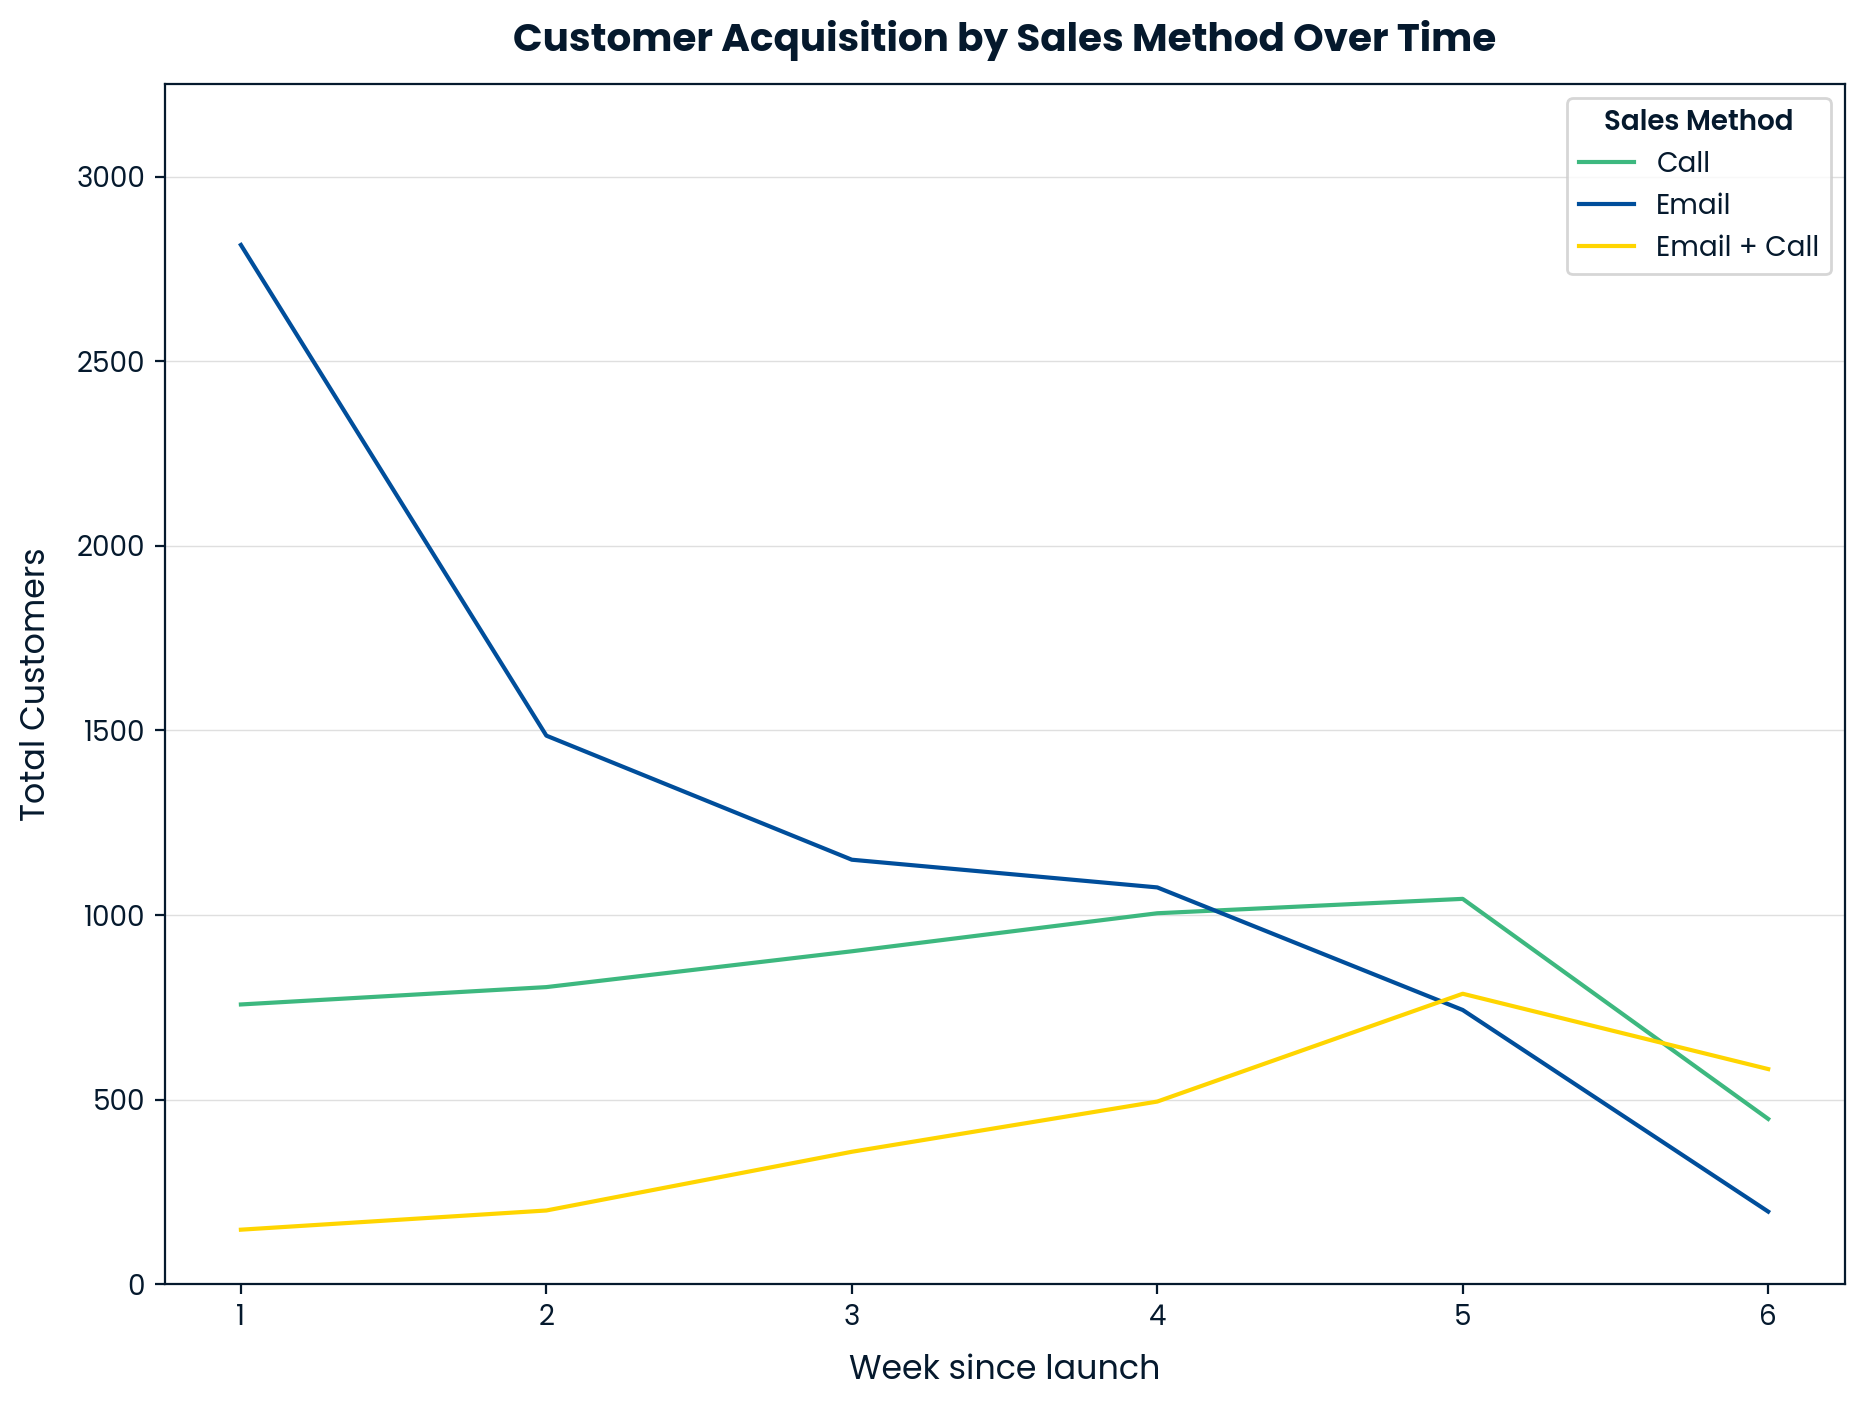 Customer Acquisition by Sales Method Over Time
Sales Method
Call
Email
Email + Call
3000
2500
2000
1500
1000
500
0
Total Customers
1 2 3 4 5 6
Week since launch